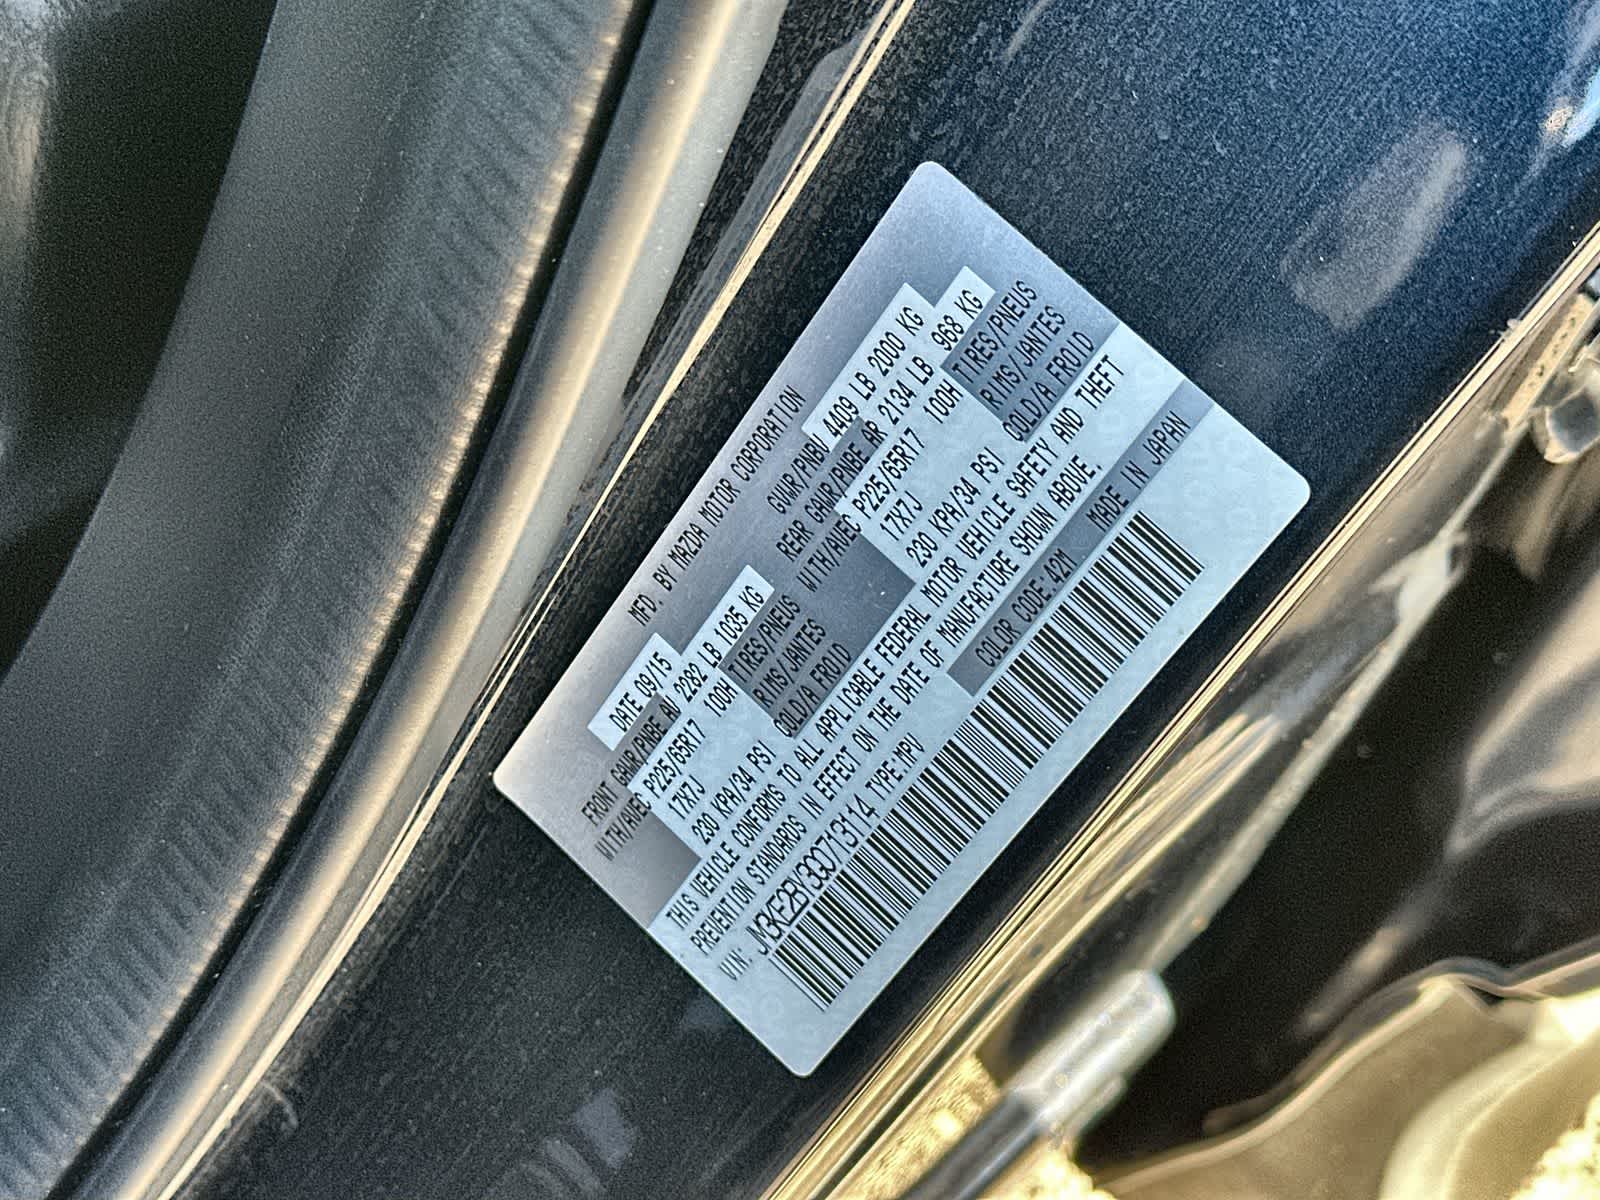 MFD. BY MAZDA MOTOR CORPORATION
DATE 09/15 GVWR/PNBV 4409 LB 2000 KG
FRONT GAWR/PNBE AV 2282 LB 1035 KG REAR GAWR/PNBE AR 2134 LB 968 KG
WITH/AVEC P225/65R17 100H TIRES/PNEUS WITH/AVEC P225/65R17 100H TIRES/PNEUS
17X7J RIMS/JANTES 17X7J RIMS/JANTES
230 KPA/34 PSI COLD/A FROID 230 KPA/34 PSI COLD/A FROID
THIS VEHICLE CONFORMS TO ALL APPLICABLE FEDERAL MOTOR VEHICLE SAFETY AND THEFT
PREVENTION STANDARDS IN EFFECT ON THE DATE OF MANUFACTURE SHOWN ABOVE.
VIN: JM3KE2BY3G0713114 TYPE:MPV COLOR CODE:42M MADE IN JAPAN